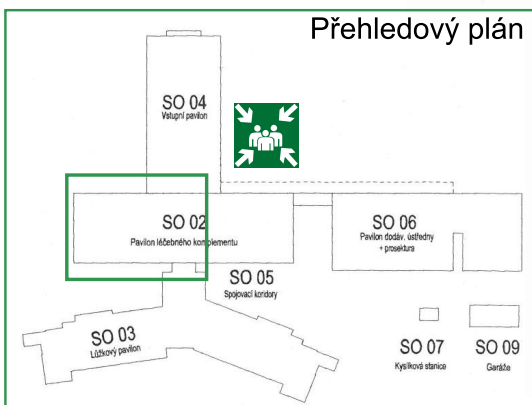 Přehledový plán
SO 04
Vstupní pavilon
SO 02
Pavilon léčebného komplementu
SO 06
Pavilon dodáv. ústředny
+ prosektura
SO 05
Spojovací koridory
SO 03
Lůžkový pavilon
SO 07
Kyslíková stanice
SO 09
Garáže